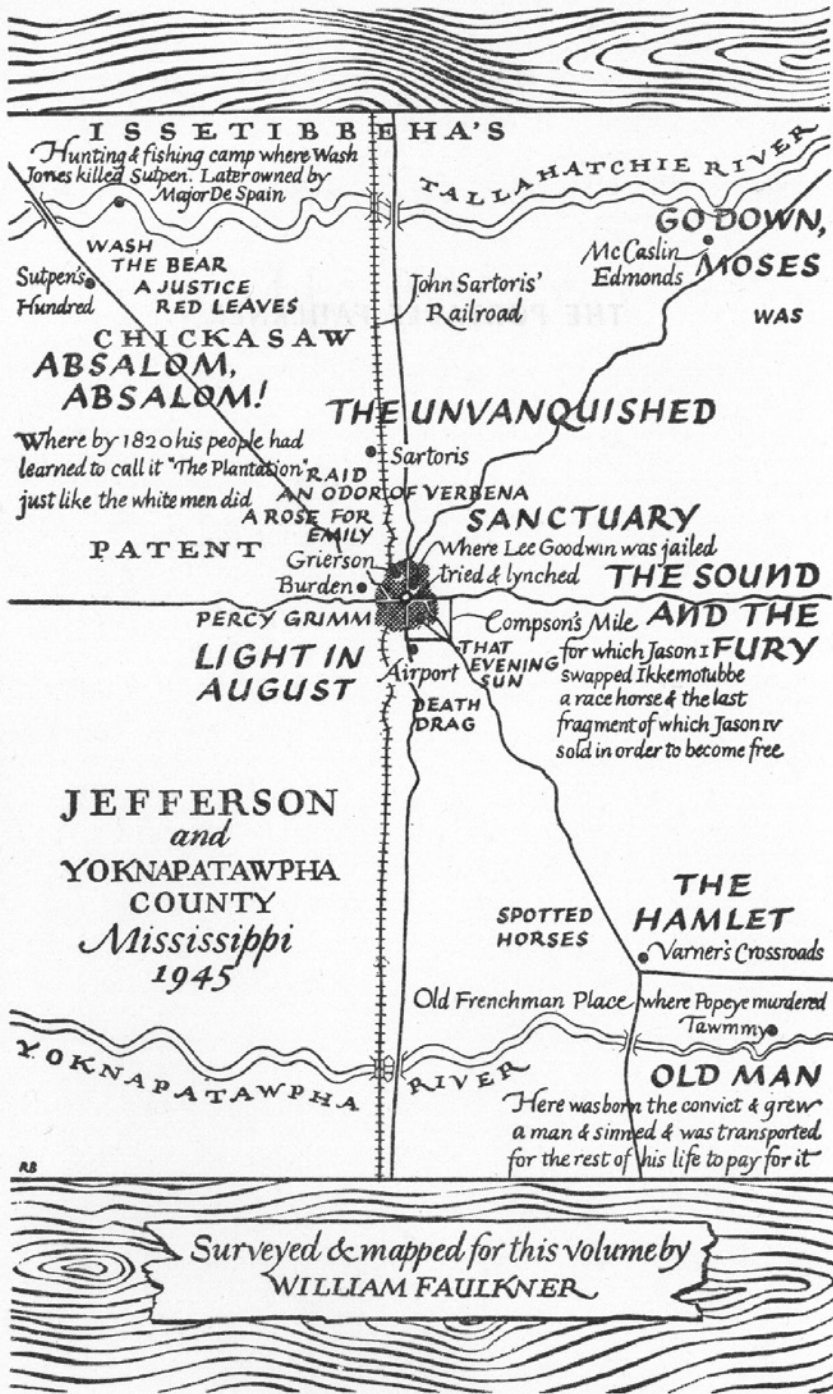 ISSETIBBEHA'S
Hunting & fishing camp where Wash
Jones killed Sutpen. Later owned by
Major De Spain
TALLAHATCHIE RIVER
GO DOWN,
MOSES
McCaslin
Edmonds
WAS
WASH
THE BEAR
A JUSTICE
RED LEAVES
Sutpen's
Hundred
John Sartoris'
Railroad
CHICKASAW
ABSALOM,
ABSALOM!
THE UNVANQUISHED
Where by 1820 his people had
learned to call it "The Plantation"
just like the white men did
Sartoris
RAID
AN ODOR OF VERBENA
A ROSE FOR
EMILY
PATENT
Grierson
Burden
SANCTUARY
Where Lee Goodwin was jailed
tried & lynched
THE SOUND
AND THE
FURY
Compson's Mile
for which Jason I
swapped Ikkemotubbe
a race horse & the last
fragment of which Jason IV
sold in order to become free
PERCY GRIMM
LIGHT IN
AUGUST
Airport
THAT
EVENING
SUN
DEATH
DRAG
JEFFERSON
and
YOKNAPATAWPHA
COUNTY
Mississippi
1945
THE
HAMLET
SPOTTED
HORSES
Varner's Crossroads
Old Frenchman Place where Popeye murdered
Tawmmy
YOKNAPATAWPHA RIVER
OLD MAN
Here was born the convict & grew
a man & sinned & was transported
for the rest of his life to pay for it
RB
Surveyed & mapped for this volume by
WILLIAM FAULKNER